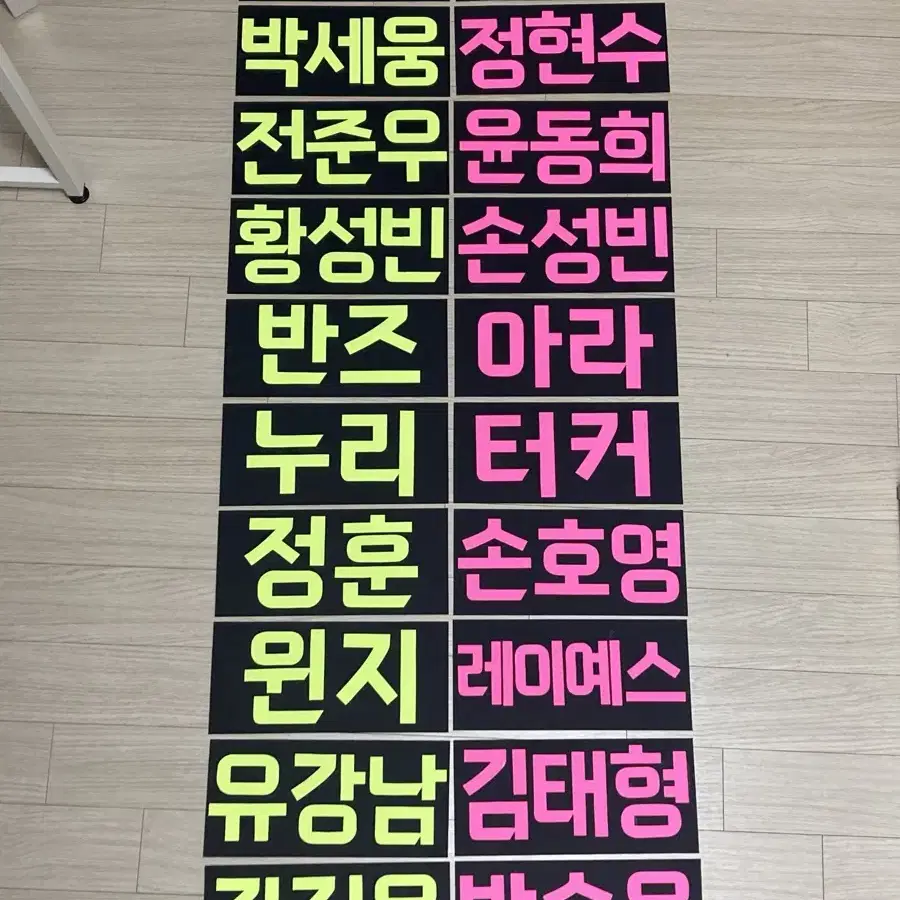 박세웅 정현수
전준우 윤동희
황성빈 손성빈
반즈 아라
누리 터커
정훈 손호영
윈지 레이예스
유강남 김태형